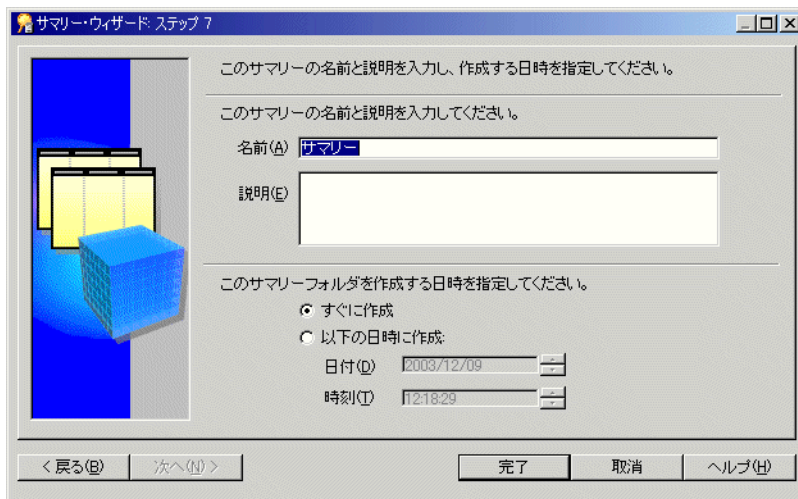 サマリー・ウィザード: ステップ 7
このサマリーの名前と説明を入力し、作成する日時を指定してください。
このサマリーの名前と説明を入力してください。
名前(A) サマリー
説明(E)
このサマリーフォルダを作成する日時を指定してください。
すぐに作成
以下の日時に作成:
日付(D) 2003/12/09
時刻(T) 12:18:29
< 戻る(B) 次へ(N) > 完了 取消 ヘルプ(H)